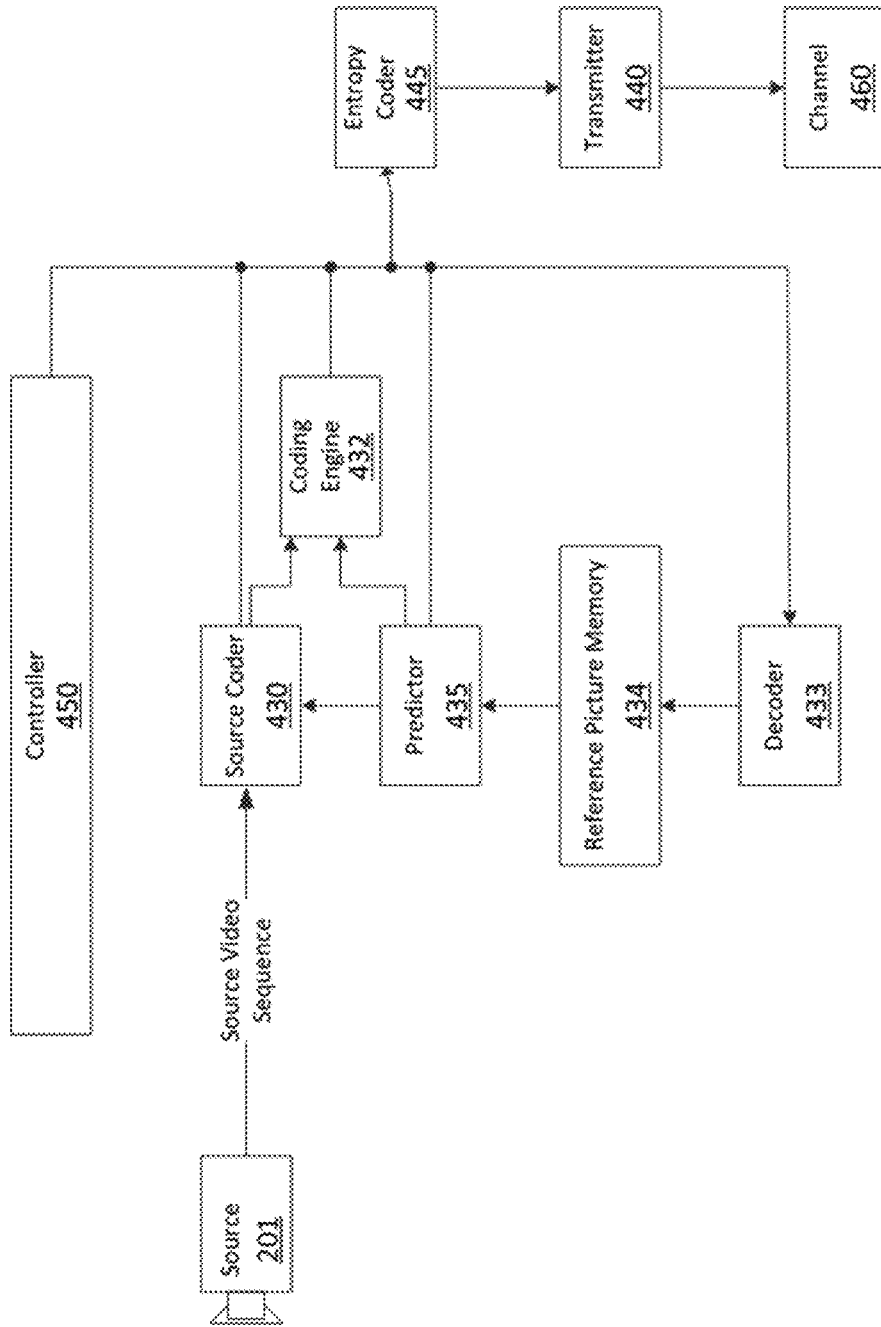 Controller
450
Source
201
Source Video
Sequence
Source Coder
430
Coding
Engine
432
Predictor
435
Reference Picture Memory
434
Decoder
433
Entropy
Coder
445
Transmitter
440
Channel
460